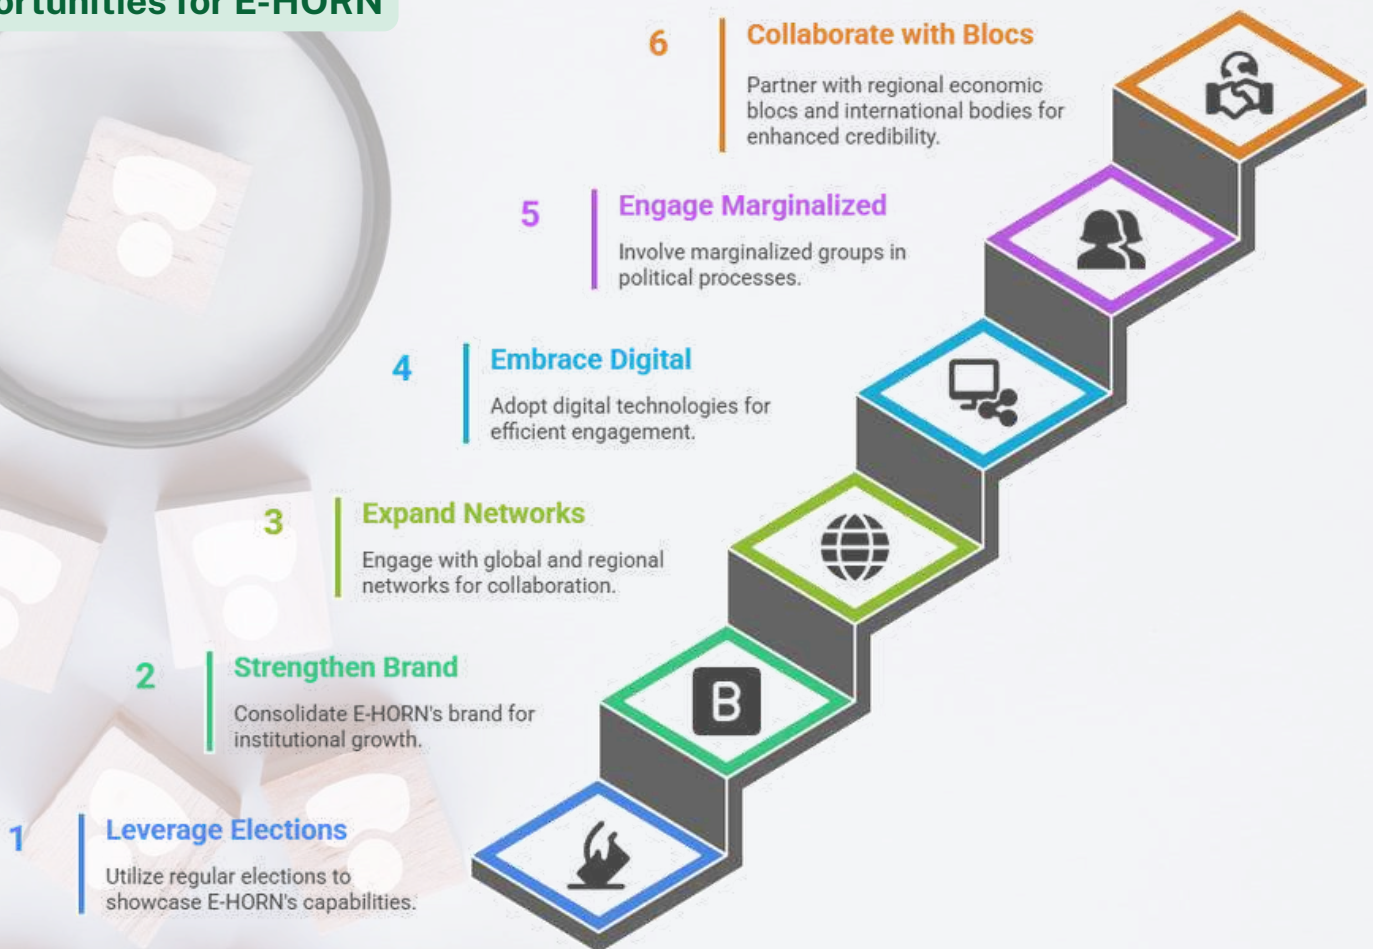 ortunities for E-HORN
6
Collaborate with Blocs
Partner with regional economic
blocs and international bodies for
enhanced credibility.
5
Engage Marginalized
Involve marginalized groups in
political processes.
4
Embrace Digital
Adopt digital technologies for
efficient engagement.
3
Expand Networks
Engage with global and regional
networks for collaboration.
2
Strengthen Brand
Consolidate E-HORN's brand for
institutional growth.
B
1
Leverage Elections
Utilize regular elections to
showcase E-HORN's capabilities.